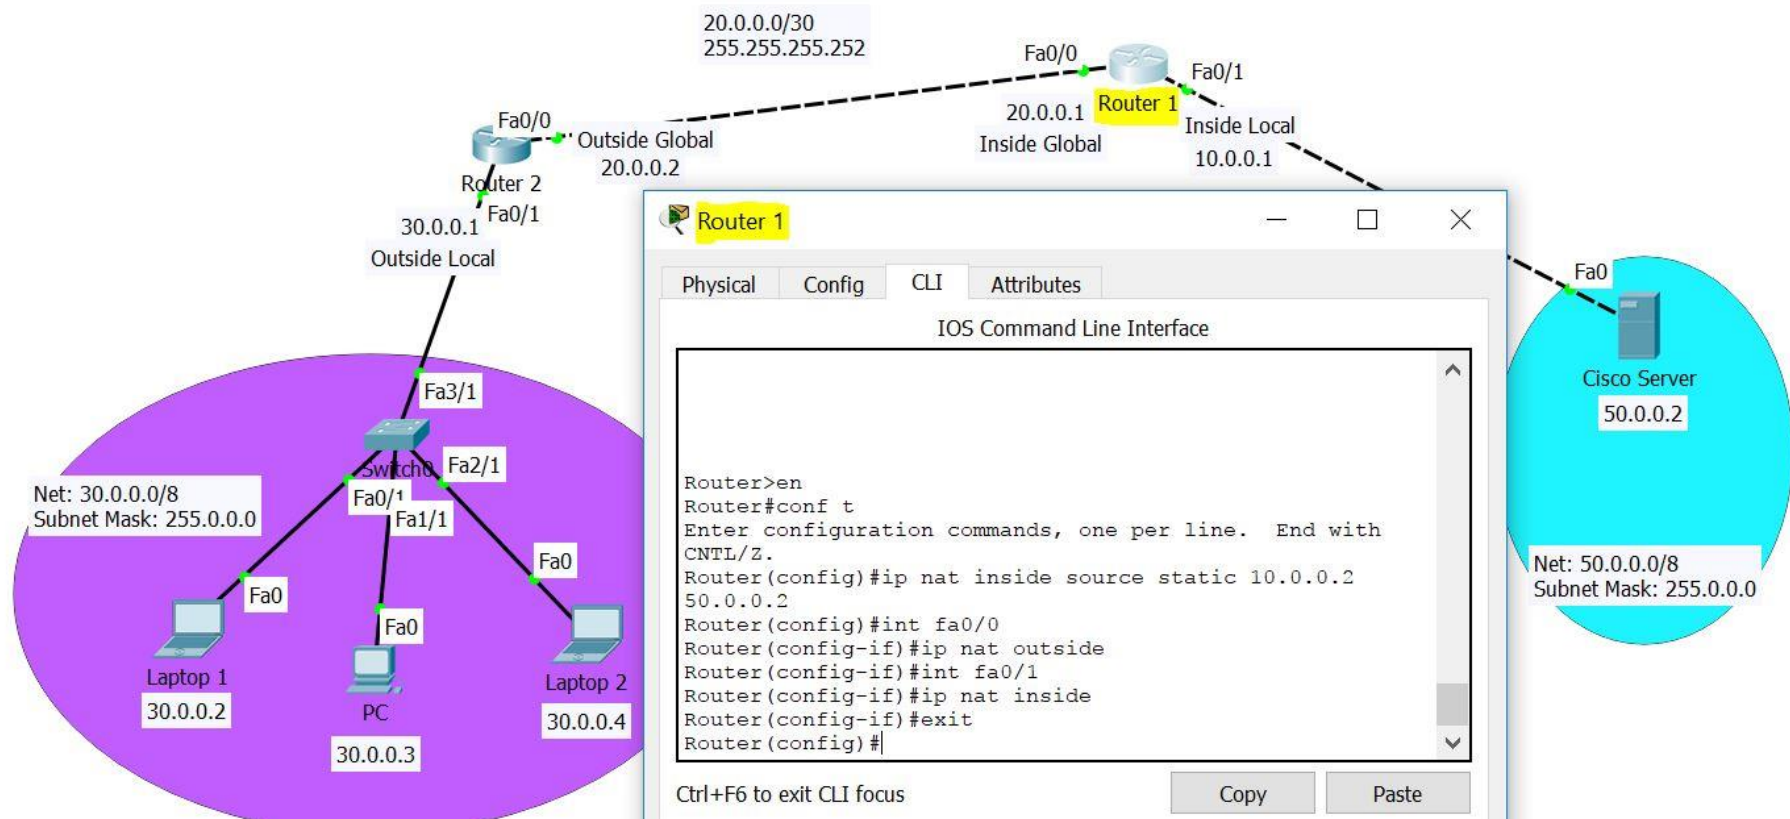 20.0.0.0/30
255.255.255.252
Fa0/0
Fa0/1
Router 1
20.0.0.1
Inside Global
Inside Local
10.0.0.1
Fa0/0
Outside Global
20.0.0.2
Router 2
Fa0/1
30.0.0.1
Outside Local
Router 1
Physical
Config
CLI
Attributes
IOS Command Line Interface
Router>en
Router#conf t
Enter configuration commands, one per line.  End with
CNTL/Z.
Router(config)#ip nat inside source static 10.0.0.2
50.0.0.2
Router(config)#int fa0/0
Router(config-if)#ip nat outside
Router(config-if)#int fa0/1
Router(config-if)#ip nat inside
Router(config-if)#exit
Router(config)#
Ctrl+F6 to exit CLI focus
Copy
Paste
Fa3/1
Switch0
Fa2/1
Fa0/1
Fa1/1
Net: 30.0.0.0/8
Subnet Mask: 255.0.0.0
Fa0
Fa0
Fa0
Laptop 1
30.0.0.2
PC
30.0.0.3
Laptop 2
30.0.0.4
Fa0
Cisco Server
50.0.0.2
Net: 50.0.0.0/8
Subnet Mask: 255.0.0.0